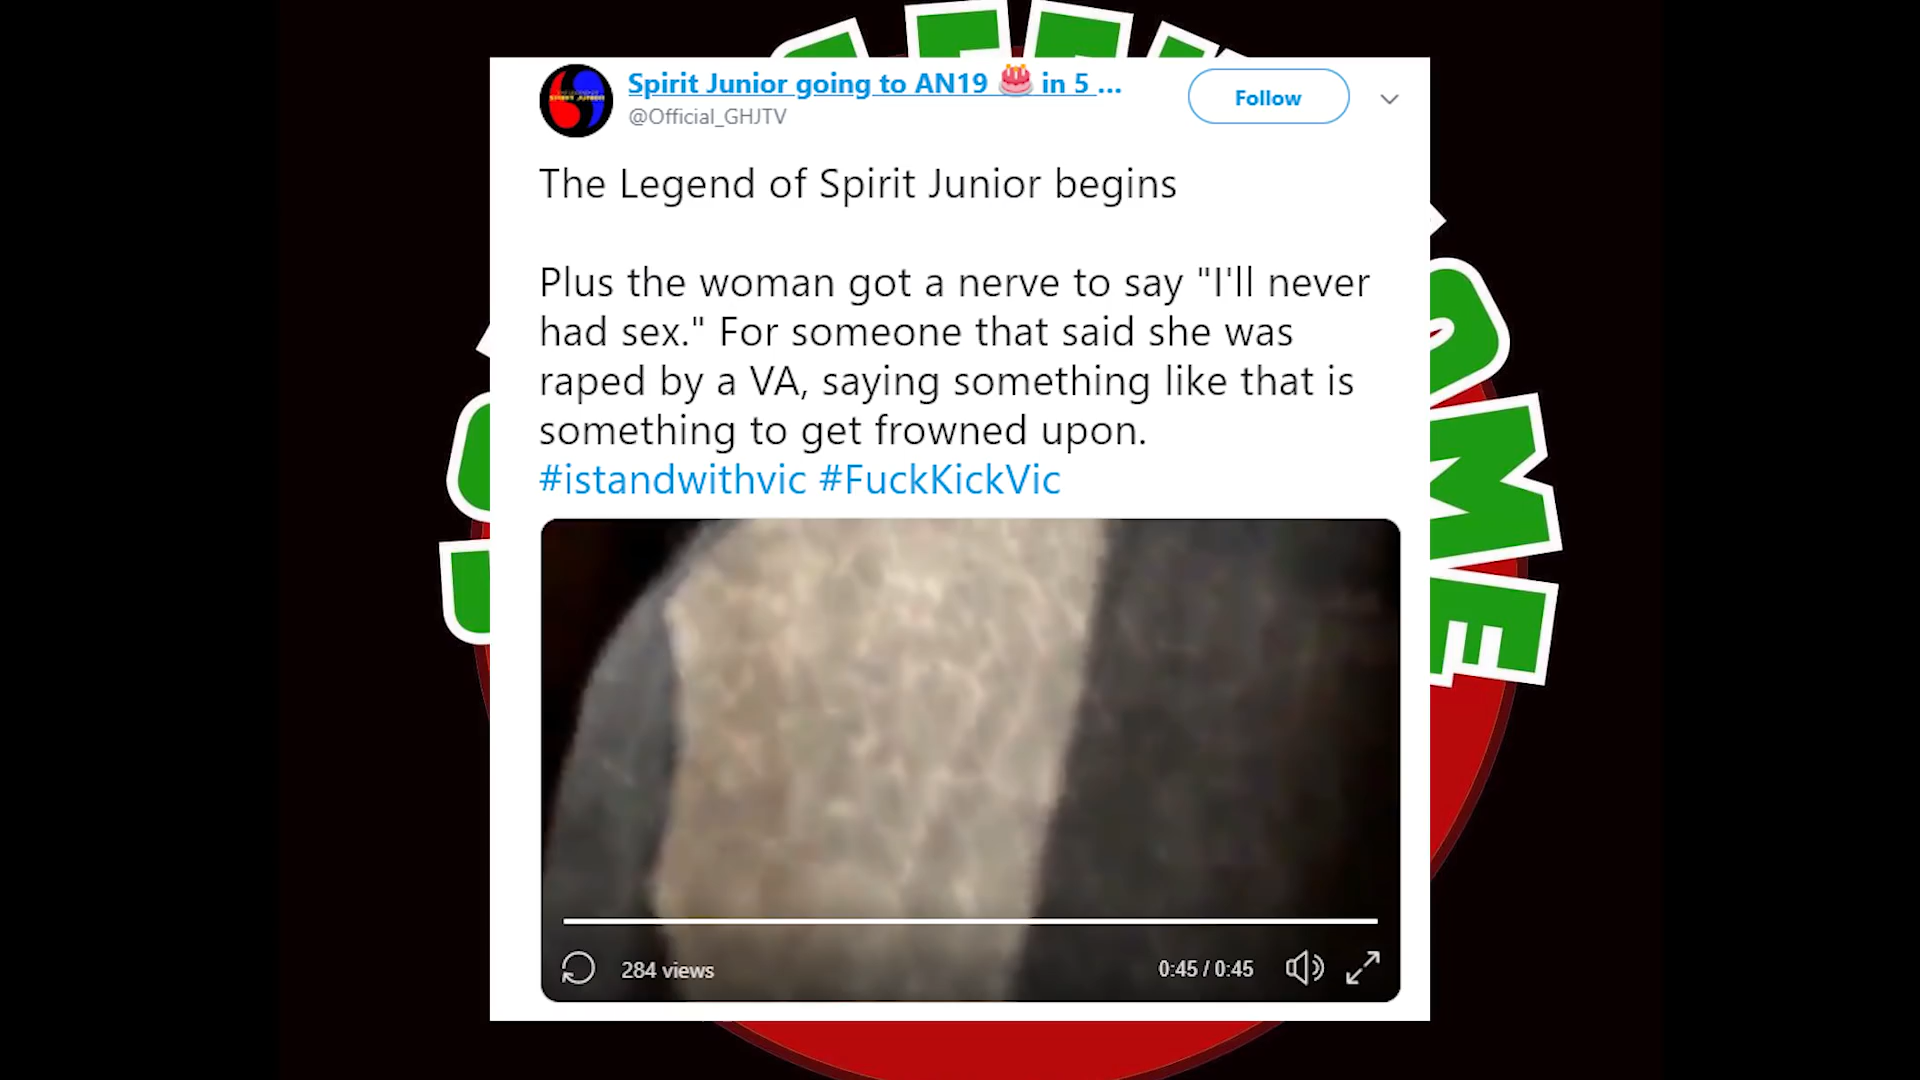 Spirit Junior going to AN19 🎂 in 5 ...
@Official_GHJTV
Follow
The Legend of Spirit Junior begins
Plus the woman got a nerve to say "I'll never
had sex." For someone that said she was
raped by a VA, saying something like that is
something to get frowned upon.
#istandwithvic #FuckKickVic
284 views
0:45 / 0:45